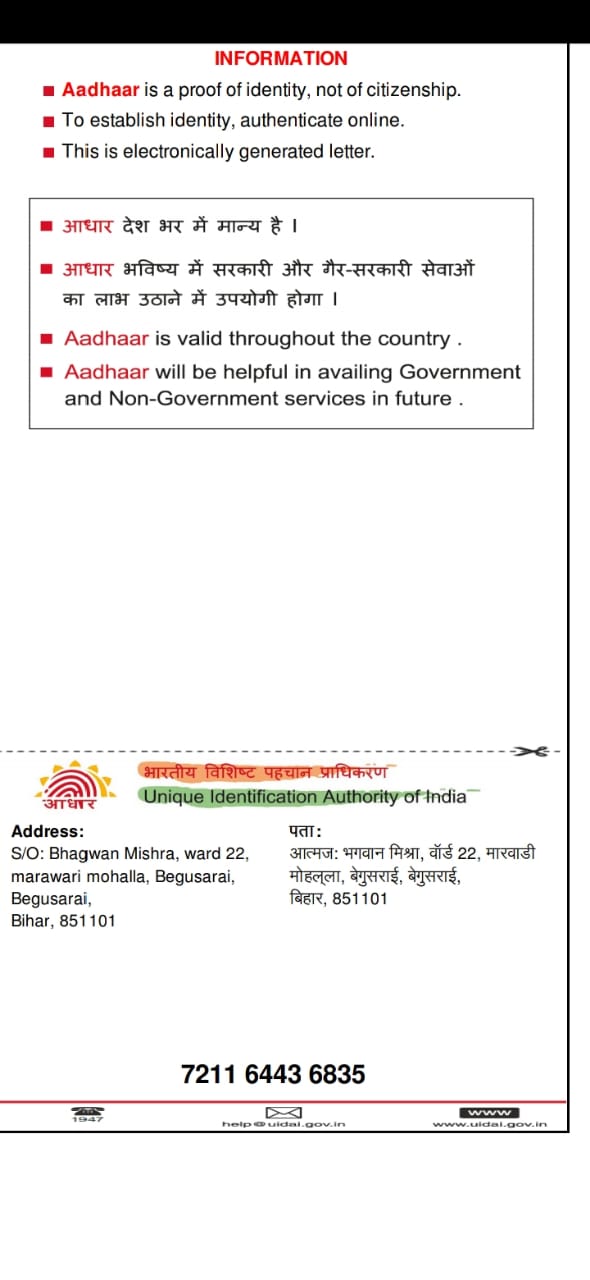 INFORMATION
Aadhaar is a proof of identity, not of citizenship.
To establish identity, authenticate online.
This is electronically generated letter.
आधार देश भर में मान्य है ।
आधार भविष्य में सरकारी और गैर-सरकारी सेवाओं
का लाभ उठाने में उपयोगी होगा ।
Aadhaar is valid throughout the country .
Aadhaar will be helpful in availing Government
and Non-Government services in future .
आधार
भारतीय विशिष्ट पहचान प्राधिकरण
Unique Identification Authority of India
Address:
S/O: Bhagwan Mishra, ward 22,
marawari mohalla, Begusarai,
Begusarai,
Bihar, 851101
पता:
आत्मज: भगवान मिश्रा, वॉर्ड 22, मारवाडी
मोहल्ला, बेगुसराई, बेगुसराई,
बिहार, 851101
7211 6443 6835
1947
help@uidai.gov.in
www
www.uidai.gov.in